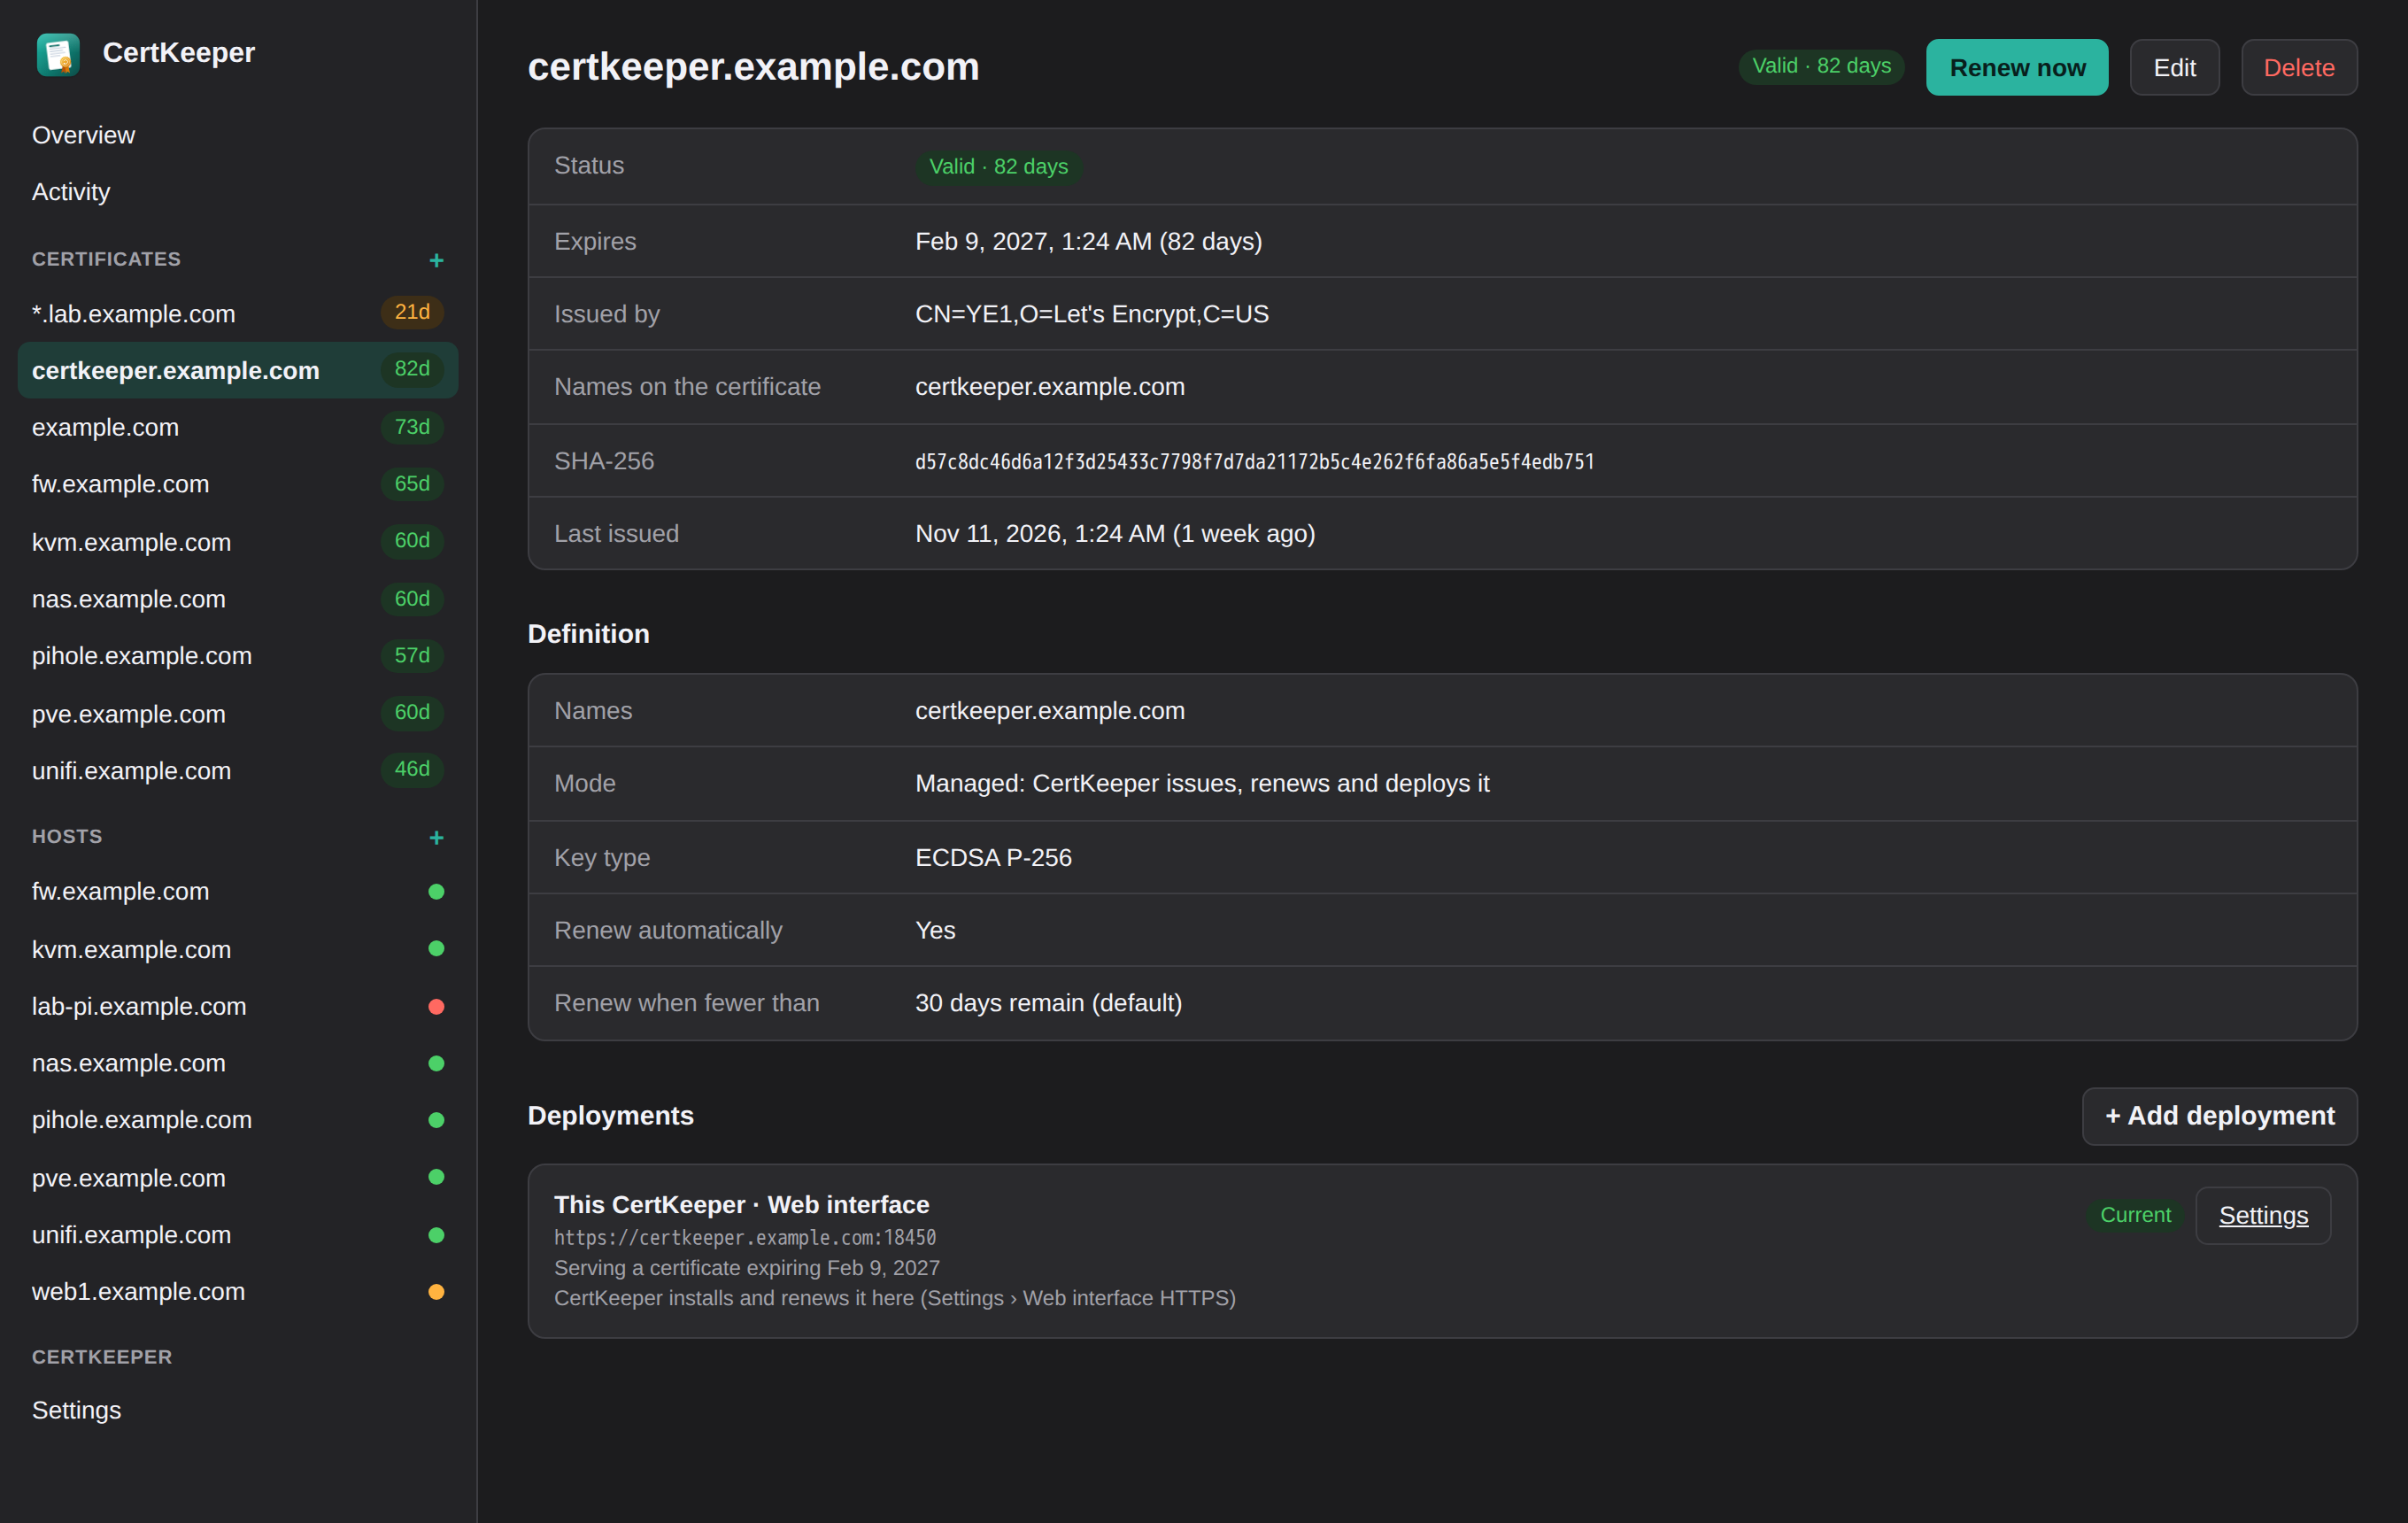 CertKeeper
Overview
Activity
CERTIFICATES +
*.lab.example.com 21d
certkeeper.example.com 82d
example.com 73d
fw.example.com 65d
kvm.example.com 60d
nas.example.com 60d
pihole.example.com 57d
pve.example.com 60d
unifi.example.com 46d
HOSTS +
fw.example.com
kvm.example.com
lab-pi.example.com
nas.example.com
pihole.example.com
pve.example.com
unifi.example.com
web1.example.com
CERTKEEPER
Settings
certkeeper.example.com Valid · 82 days Renew now Edit Delete
Status Valid · 82 days
Expires Feb 9, 2027, 1:24 AM (82 days)
Issued by CN=YE1,O=Let's Encrypt,C=US
Names on the certificate certkeeper.example.com
SHA-256 d57c8dc46d6a12f3d25433c7798f7d7da21172b5c4e262f6fa86a5e5f4edb751
Last issued Nov 11, 2026, 1:24 AM (1 week ago)
Definition
Names certkeeper.example.com
Mode Managed: CertKeeper issues, renews and deploys it
Key type ECDSA P-256
Renew automatically Yes
Renew when fewer than 30 days remain (default)
Deployments + Add deployment
This CertKeeper · Web interface Current Settings
https://certkeeper.example.com:18450
Serving a certificate expiring Feb 9, 2027
CertKeeper installs and renews it here (Settings › Web interface HTTPS)